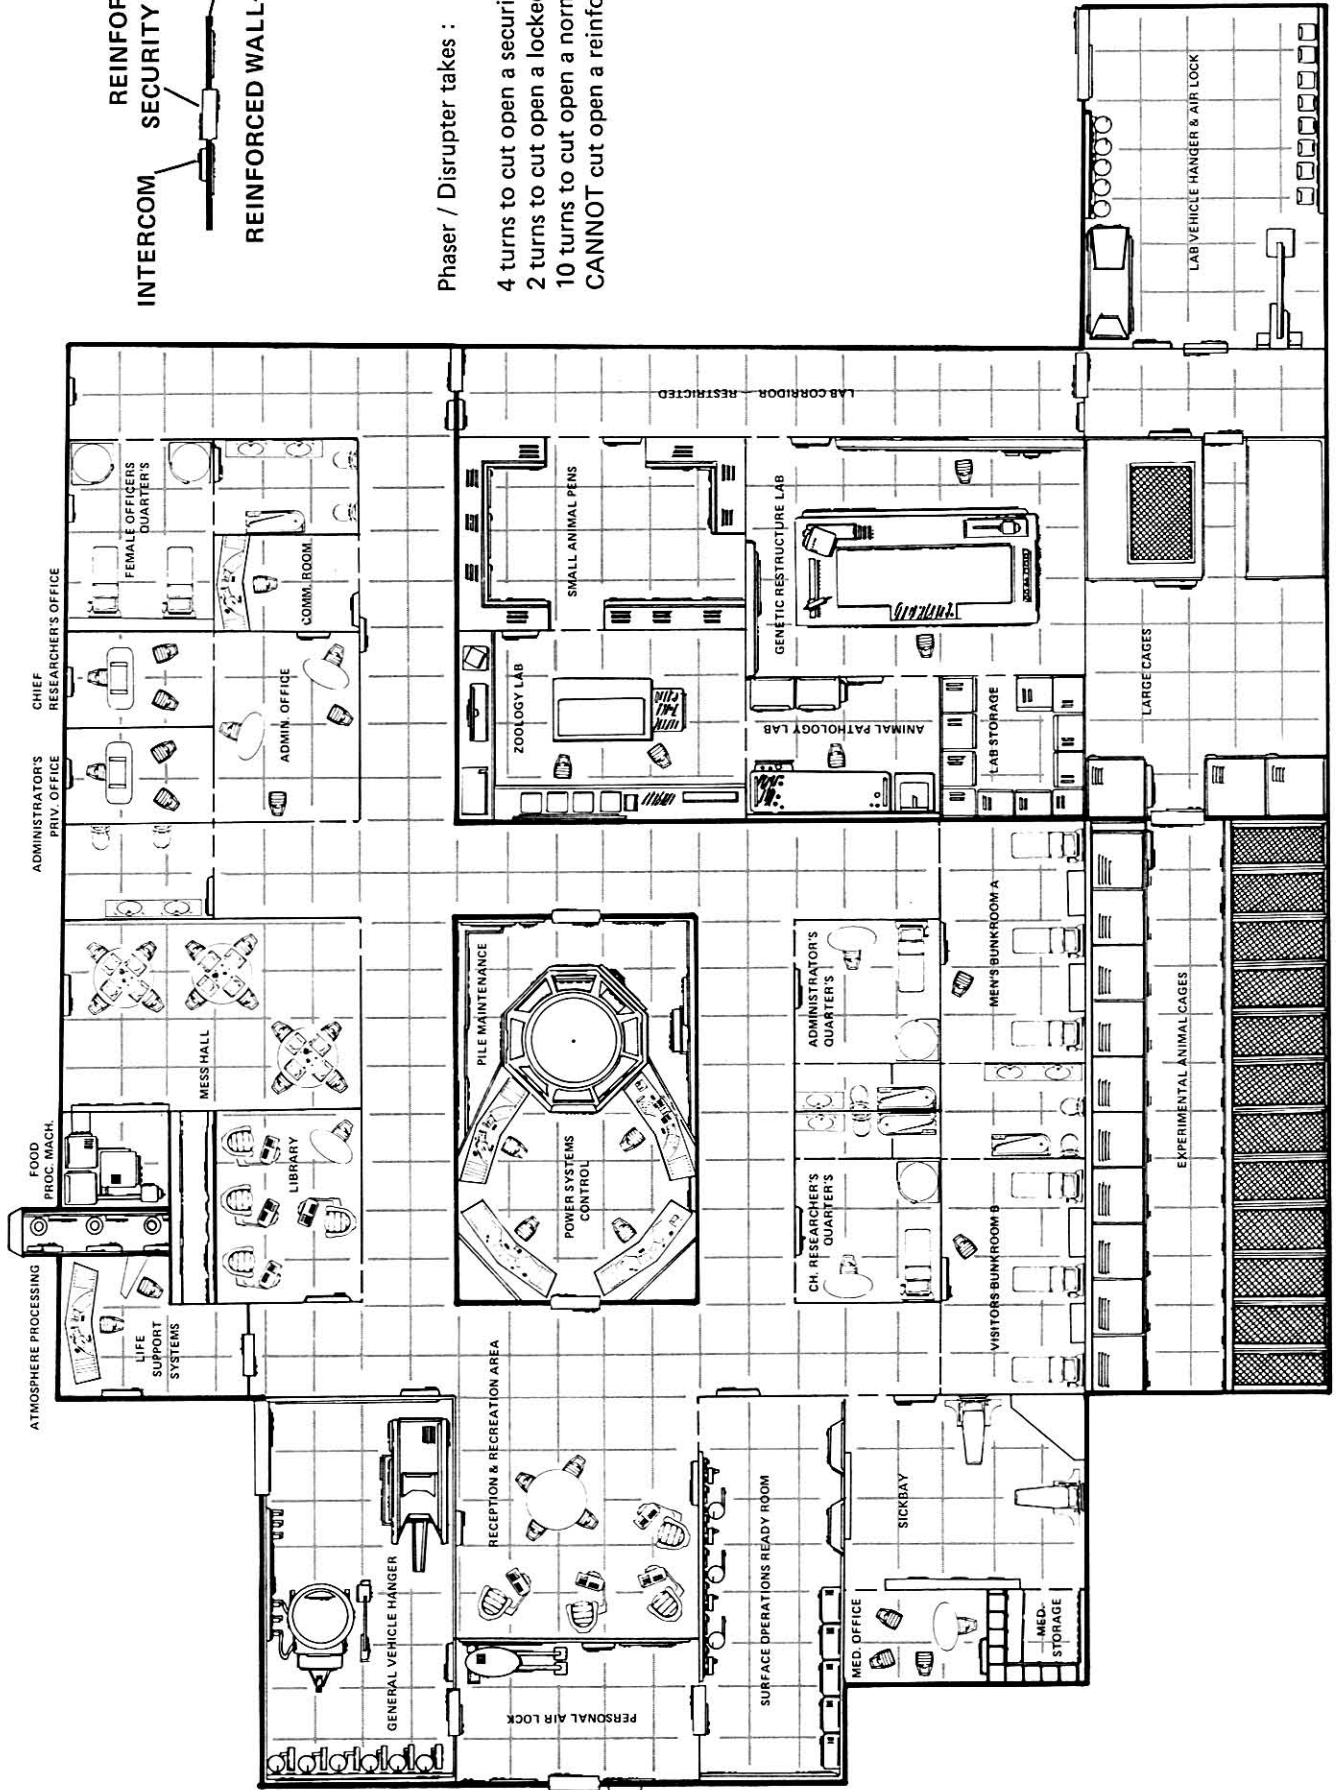 REINFOR
SECURITY
INTERCOM
REINFORCED WALL
Phaser / Disrupter takes :
4 turns to cut open a securi
2 turns to cut open a locked
10 turns to cut open a norn
CANNOT cut open a reinfo
ATMOSPHERE PROCESSING
FOOD
PROC. MACH.
ADMINISTRATOR'S
PRIV. OFFICE
CHIEF
RESEARCHER'S OFFICE
LIFE
SUPPORT
SYSTEMS
LIBRARY
MESS HALL
ADMIN. OFFICE
COMM. ROOM
FEMALE OFFICERS
QUARTER'S
GENERAL VEHICLE HANGER
RECEPTION & RECREATION AREA
PERSONAL AIR LOCK
SURFACE OPERATIONS READY ROOM
MED. OFFICE
MED.
STORAGE
SICKBAY
POWER SYSTEMS
CONTROL
PILE MAINTENANCE
CH. RESEARCHER'S
QUARTER'S
ADMINISTRATOR'S
QUARTER'S
VISITORS BUNKROOM B
MEN'S BUNKROOM A
ZOOLOGY LAB
SMALL ANIMAL PENS
LAB CORRIDOR — RESTRICTED
ANIMAL PATHOLOGY LAB
GENETIC RESTRUCTURE LAB
LAB STORAGE
LARGE CAGES
EXPERIMENTAL ANIMAL CAGES
LAB VEHICLE HANGER & AIR LOCK